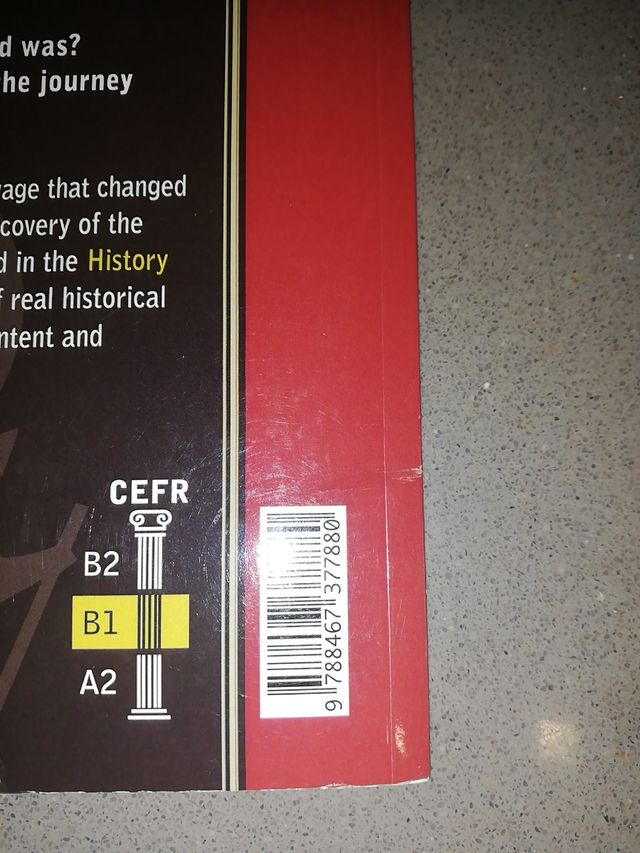 d was?
he journey
age that changed
covery of the
d in the History
f real historical
ntent and
CEFR
B2
B1
A2
9 788467 377880